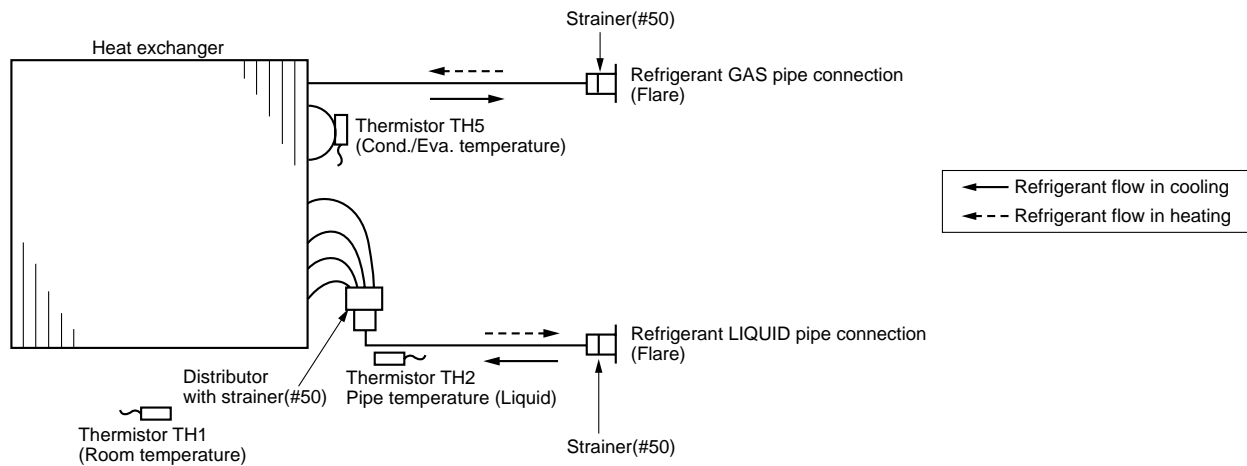 Strainer(#50)
Heat exchanger
Refrigerant GAS pipe connection
(Flare)
Thermistor TH5
(Cond./Eva. temperature)
Refrigerant flow in cooling
Refrigerant flow in heating
Refrigerant LIQUID pipe connection
(Flare)
Distributor
with strainer(#50)
Thermistor TH2
Pipe temperature (Liquid)
Thermistor TH1
(Room temperature)
Strainer(#50)